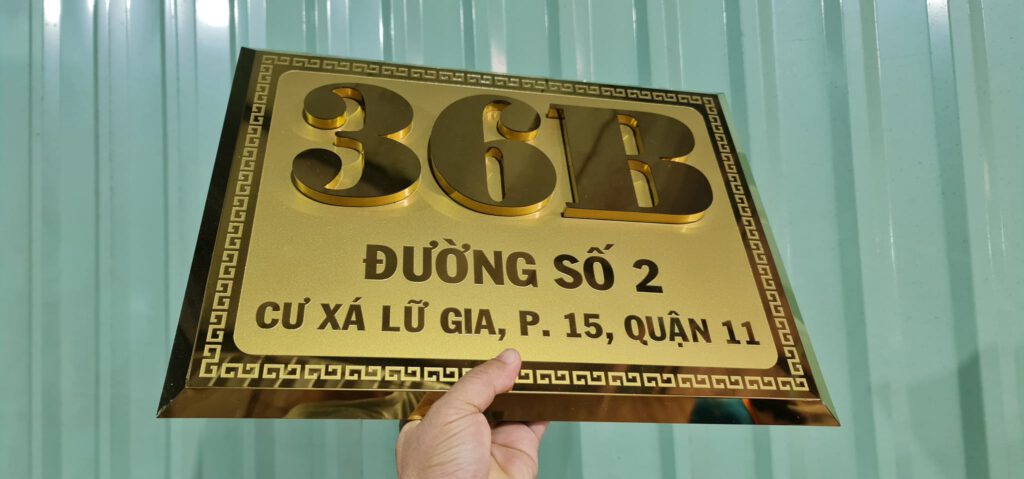 36B
ĐƯỜNG SỐ 2
CƯ XÁ LỮ GIA, P. 15, QUẬN 11